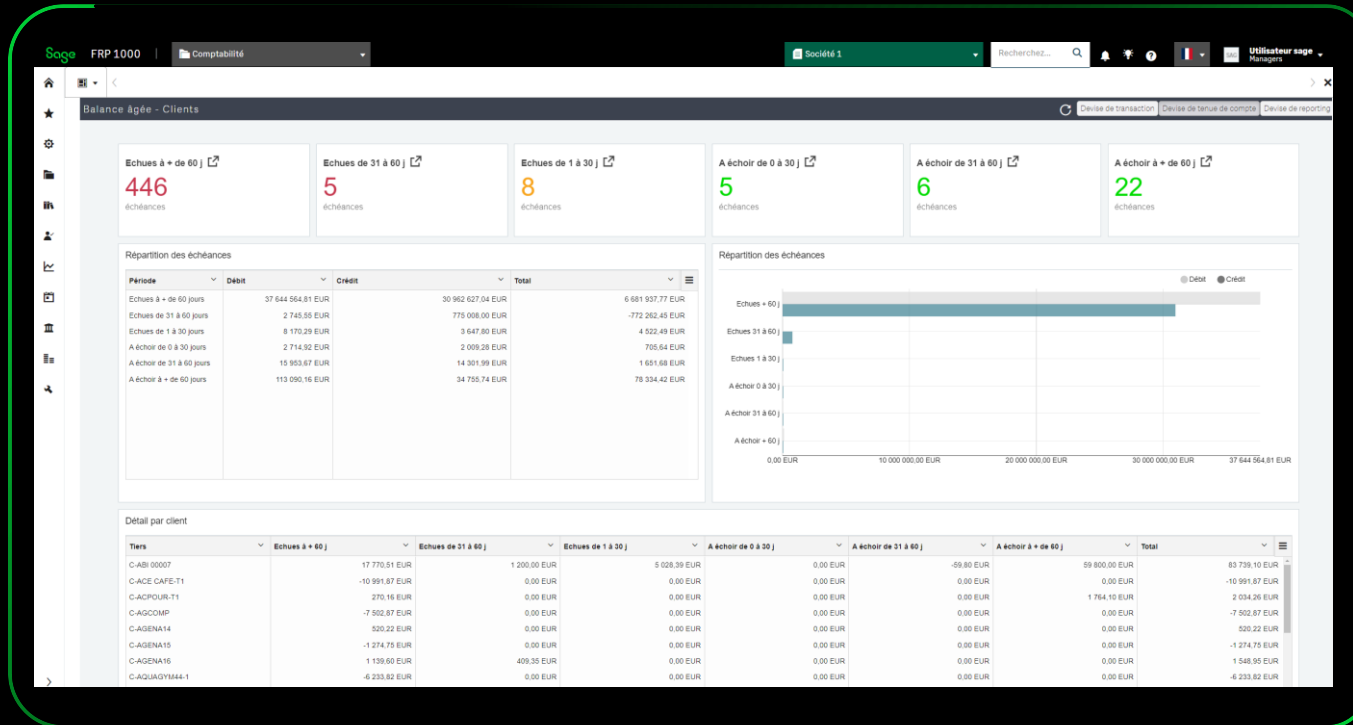 Sage FRP 1000 | Comptabilité Société 1 Recherchez... Utilisateur sage
Managers
Balance âgée - Clients Devise de transaction Devise de tenue de compte Devise de reporting
Echues à + de 60 j Echues de 31 à 60 j Echues de 1 à 30 j A échoir de 0 à 30 j A échoir de 31 à 60 j A échoir à + de 60 j
446 5 8 5 6 22
échéances échéances échéances échéances échéances échéances
Répartition des échéances
Période Débit Crédit Total
Echues à + de 60 jours 37 644 564,81 EUR 30 962 627,04 EUR 6 681 937,77 EUR
Echues de 31 à 60 jours 2 745,55 EUR 775 008,00 EUR -772 262,45 EUR
Echues de 1 à 30 jours 8 170,29 EUR 3 647,80 EUR 4 522,49 EUR
A échoir de 0 à 30 jours 2 714,92 EUR 2 009,28 EUR 705,64 EUR
A échoir de 31 à 60 jours 15 953,67 EUR 14 301,99 EUR 1 651,68 EUR
A échoir à + de 60 jours 113 090,16 EUR 34 755,74 EUR 78 334,42 EUR
Répartition des échéances
Débit Crédit
Echues + 60 j
Echues 31 à 60 j
Echues 1 à 30 j
A échoir 0 à 30 j
A échoir 31 à 60 j
A échoir + 60 j
0,00 EUR 10 000 000,00 EUR 20 000 000,00 EUR 30 000 000,00 EUR 37 644 564,81 EUR
Détail par client
Tiers Echues à + 60 j Echues de 31 à 60 j Echues de 1 à 30 j A échoir de 0 à 30 j A échoir de 31 à 60 j A échoir à + de 60 j Total
C-ABI 00007 17 770,51 EUR 1 200,00 EUR 5 028,39 EUR 0,00 EUR -59,80 EUR 59 800,00 EUR 83 739,10 EUR
C-ACE CAFE-T1 -10 991,87 EUR 0,00 EUR 0,00 EUR 0,00 EUR 0,00 EUR 0,00 EUR -10 991,87 EUR
C-ACPOUR-T1 270,16 EUR 0,00 EUR 0,00 EUR 0,00 EUR 0,00 EUR 1 764,10 EUR 2 034,26 EUR
C-AGCOMP -7 502,87 EUR 0,00 EUR 0,00 EUR 0,00 EUR 0,00 EUR 0,00 EUR -7 502,87 EUR
C-AGENA14 520,22 EUR 0,00 EUR 0,00 EUR 0,00 EUR 0,00 EUR 0,00 EUR 520,22 EUR
C-AGENA15 -1 274,75 EUR 0,00 EUR 0,00 EUR 0,00 EUR 0,00 EUR 0,00 EUR -1 274,75 EUR
C-AGENA16 1 139,60 EUR 409,35 EUR 0,00 EUR 0,00 EUR 0,00 EUR 0,00 EUR 1 548,95 EUR
C-AQUAGYM44-1 -6 233,82 EUR 0,00 EUR 0,00 EUR 0,00 EUR 0,00 EUR 0,00 EUR -6 233,82 EUR